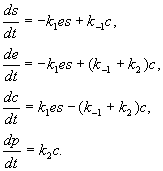 ds/dt = −k₁es + k₋₁c,
de/dt = −k₁es + (k₋₁ + k₂)c,
dc/dt = k₁es − (k₋₁ + k₂)c,
dp/dt = k₂c.